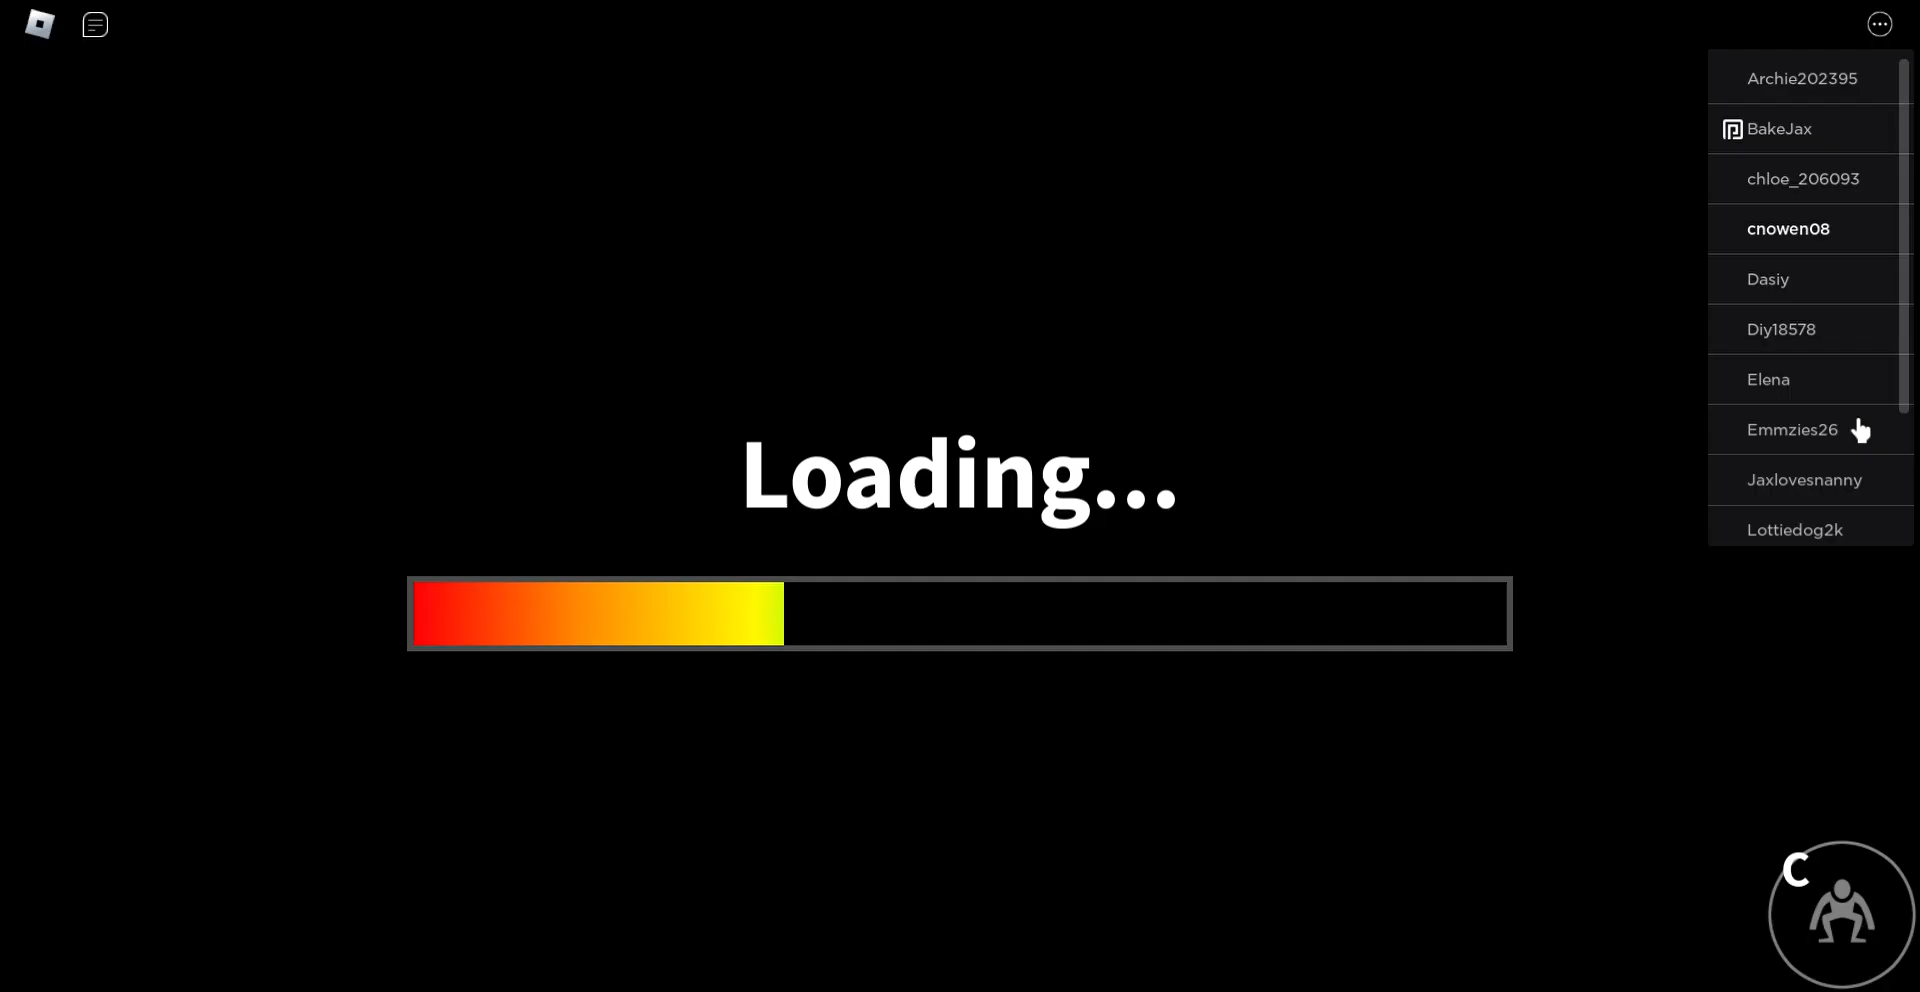 Archie202395
BakeJax
chloe_206093
cnowen08
Dasiy
Diy18578
Elena
Emmzies26
Jaxlovesnanny
Lottiedog2k
Loading...
C